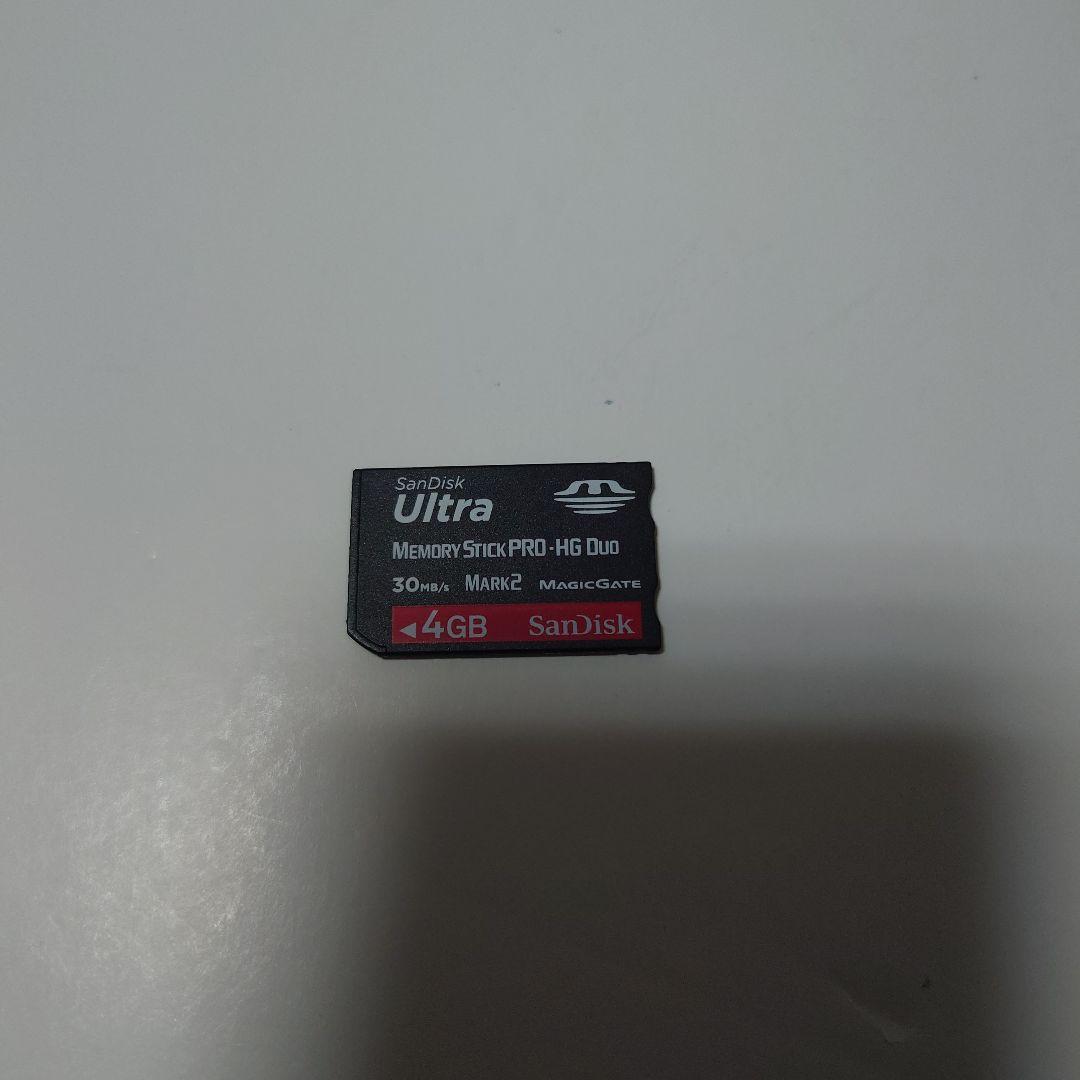 SanDisk
Ultra
MEMORY STICK PRO-HG DUO
30MB/s MARK2 MAGICGATE
◄4GB SanDisk